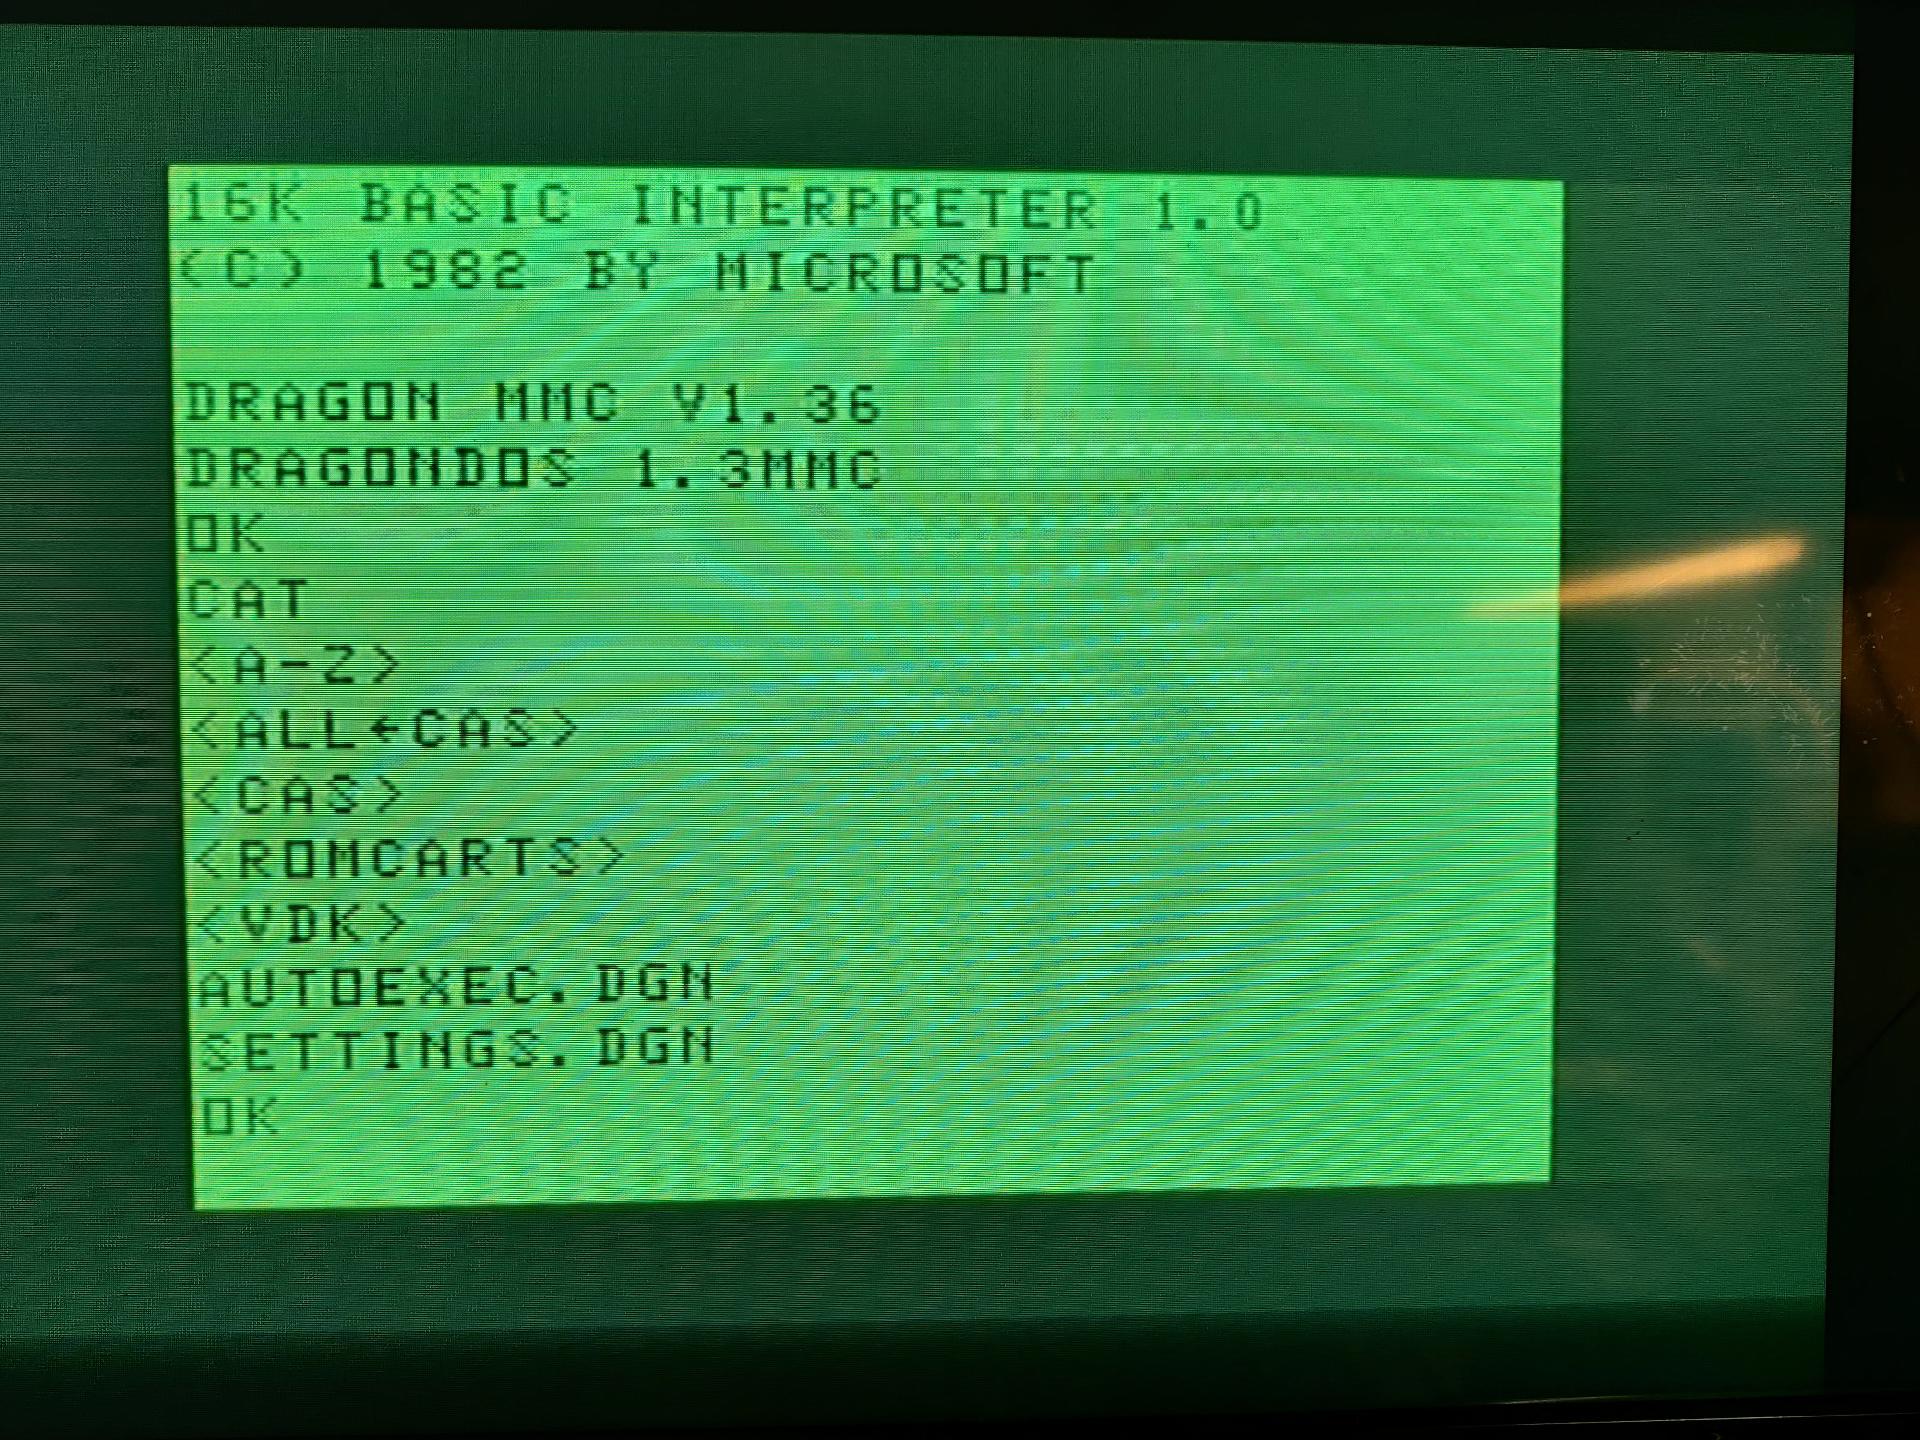 16K BASIC INTERPRETER 1.0
(C) 1982 BY MICROSOFT
DRAGON MMC V1.36
DRAGONDOS 1.3MMC
OK
CAT
<A-Z>
<ALL←CAS>
<CAS>
<ROMCARTS>
<VDK>
AUTOEXEC.DGN
SETTINGS.DGN
OK